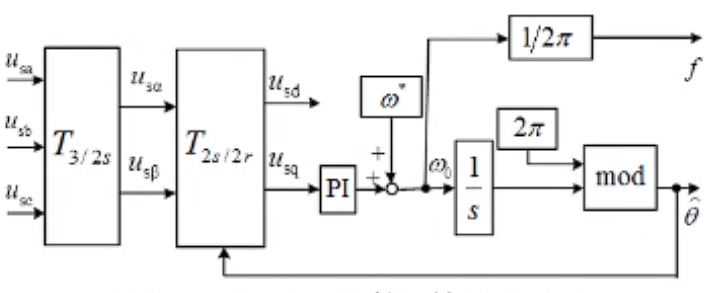 u_sa
u_sb
u_sc
T_3/2s
u_sα
u_sβ
T_2s/2r
u_sd
u_sq
PI
ω*
+
+
ω_0
1/2π
f
1/s
2π
mod
θ̂